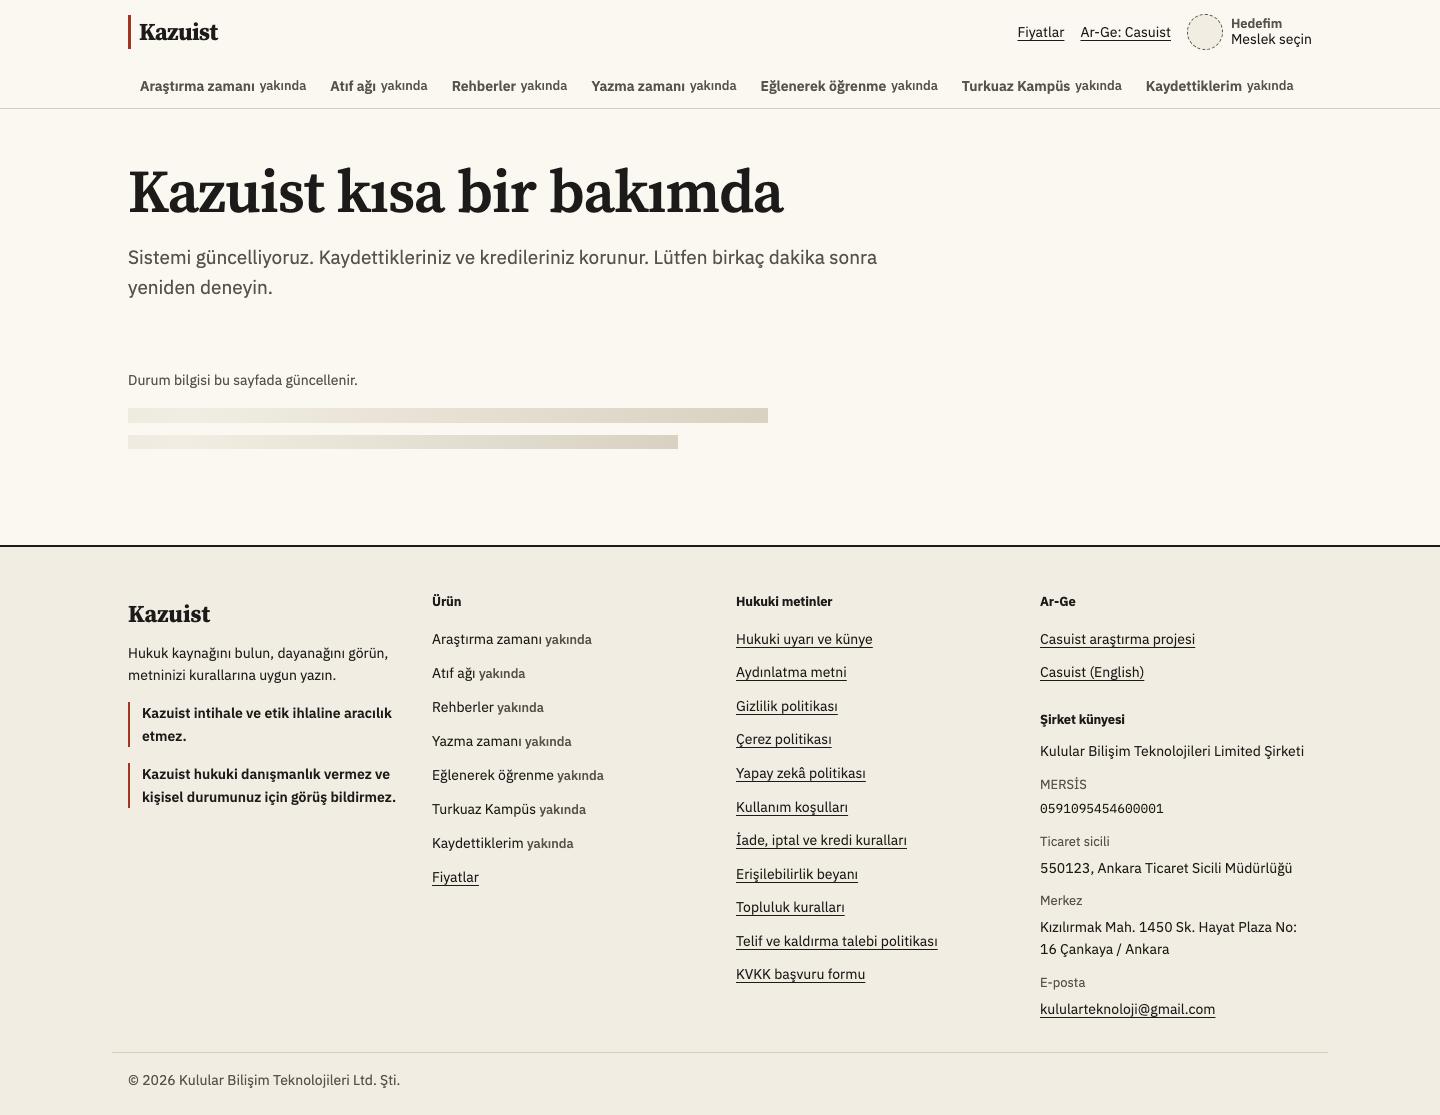 Kazuist
Fiyatlar
Ar-Ge: Casuist
Hedefim
Meslek seçin
Araştırma zamanı yakında
Atıf ağı yakında
Rehberler yakında
Yazma zamanı yakında
Eğlenerek öğrenme yakında
Turkuaz Kampüs yakında
Kaydettiklerim yakında
Kazuist kısa bir bakımda
Sistemi güncelliyoruz. Kaydettikleriniz ve kredileriniz korunur. Lütfen birkaç dakika sonra
yeniden deneyin.
Durum bilgisi bu sayfada güncellenir.
Kazuist
Hukuk kaynağını bulun, dayanağını görün,
metninizi kurallarına uygun yazın.
Kazuist intihale ve etik ihlaline aracılık
etmez.
Kazuist hukuki danışmanlık vermez ve
kişisel durumunuz için görüş bildirmez.
Ürün
Araştırma zamanı yakında
Atıf ağı yakında
Rehberler yakında
Yazma zamanı yakında
Eğlenerek öğrenme yakında
Turkuaz Kampüs yakında
Kaydettiklerim yakında
Fiyatlar
Hukuki metinler
Hukuki uyarı ve künye
Aydınlatma metni
Gizlilik politikası
Çerez politikası
Yapay zekâ politikası
Kullanım koşulları
İade, iptal ve kredi kuralları
Erişilebilirlik beyanı
Topluluk kuralları
Telif ve kaldırma talebi politikası
KVKK başvuru formu
Ar-Ge
Casuist araştırma projesi
Casuist (English)
Şirket künyesi
Kulular Bilişim Teknolojileri Limited Şirketi
MERSİS
0591095454600001
Ticaret sicili
550123, Ankara Ticaret Sicili Müdürlüğü
Merkez
Kızılırmak Mah. 1450 Sk. Hayat Plaza No:
16 Çankaya / Ankara
E-posta
kulularteknoloji@gmail.com
© 2026 Kulular Bilişim Teknolojileri Ltd. Şti.